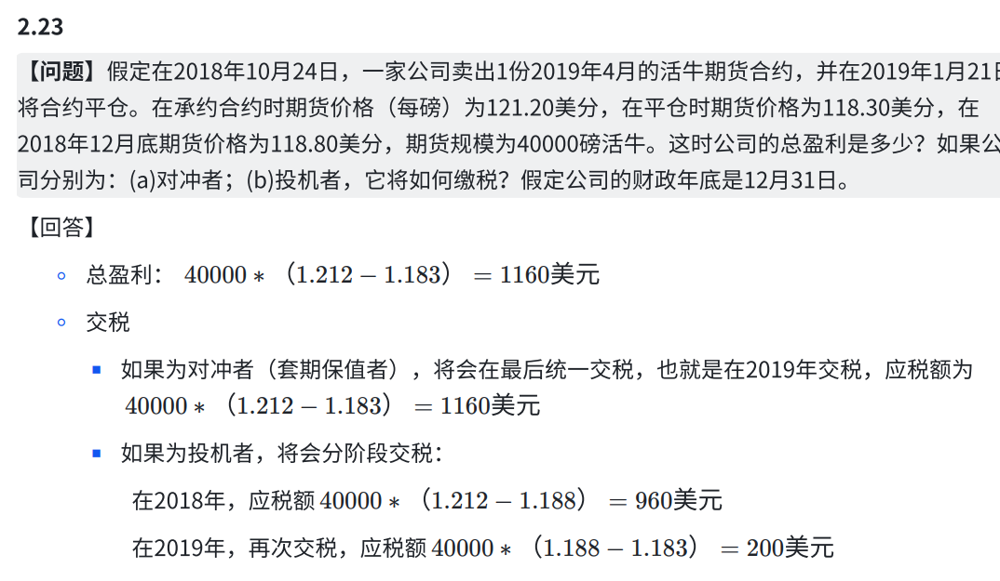 2.23
【问题】假定在2018年10月24日，一家公司卖出1份2019年4月的活牛期货合约，并在2019年1月21日
将合约平仓。在承约合约时期货价格（每磅）为121.20美分，在平仓时期货价格为118.30美分，在
2018年12月底期货价格为118.80美分，期货规模为40000磅活牛。这时公司的总盈利是多少？如果公
司分别为：(a)对冲者；(b)投机者，它将如何缴税？假定公司的财政年底是12月31日。
【回答】
总盈利： 40000 * （1.212 − 1.183） = 1160美元
交税
如果为对冲者（套期保值者），将会在最后统一交税，也就是在2019年交税，应税额为
40000 * （1.212 − 1.183） = 1160美元
如果为投机者，将会分阶段交税：
在2018年，应税额 40000 * （1.212 − 1.188） = 960美元
在2019年，再次交税，应税额 40000 * （1.188 − 1.183） = 200美元